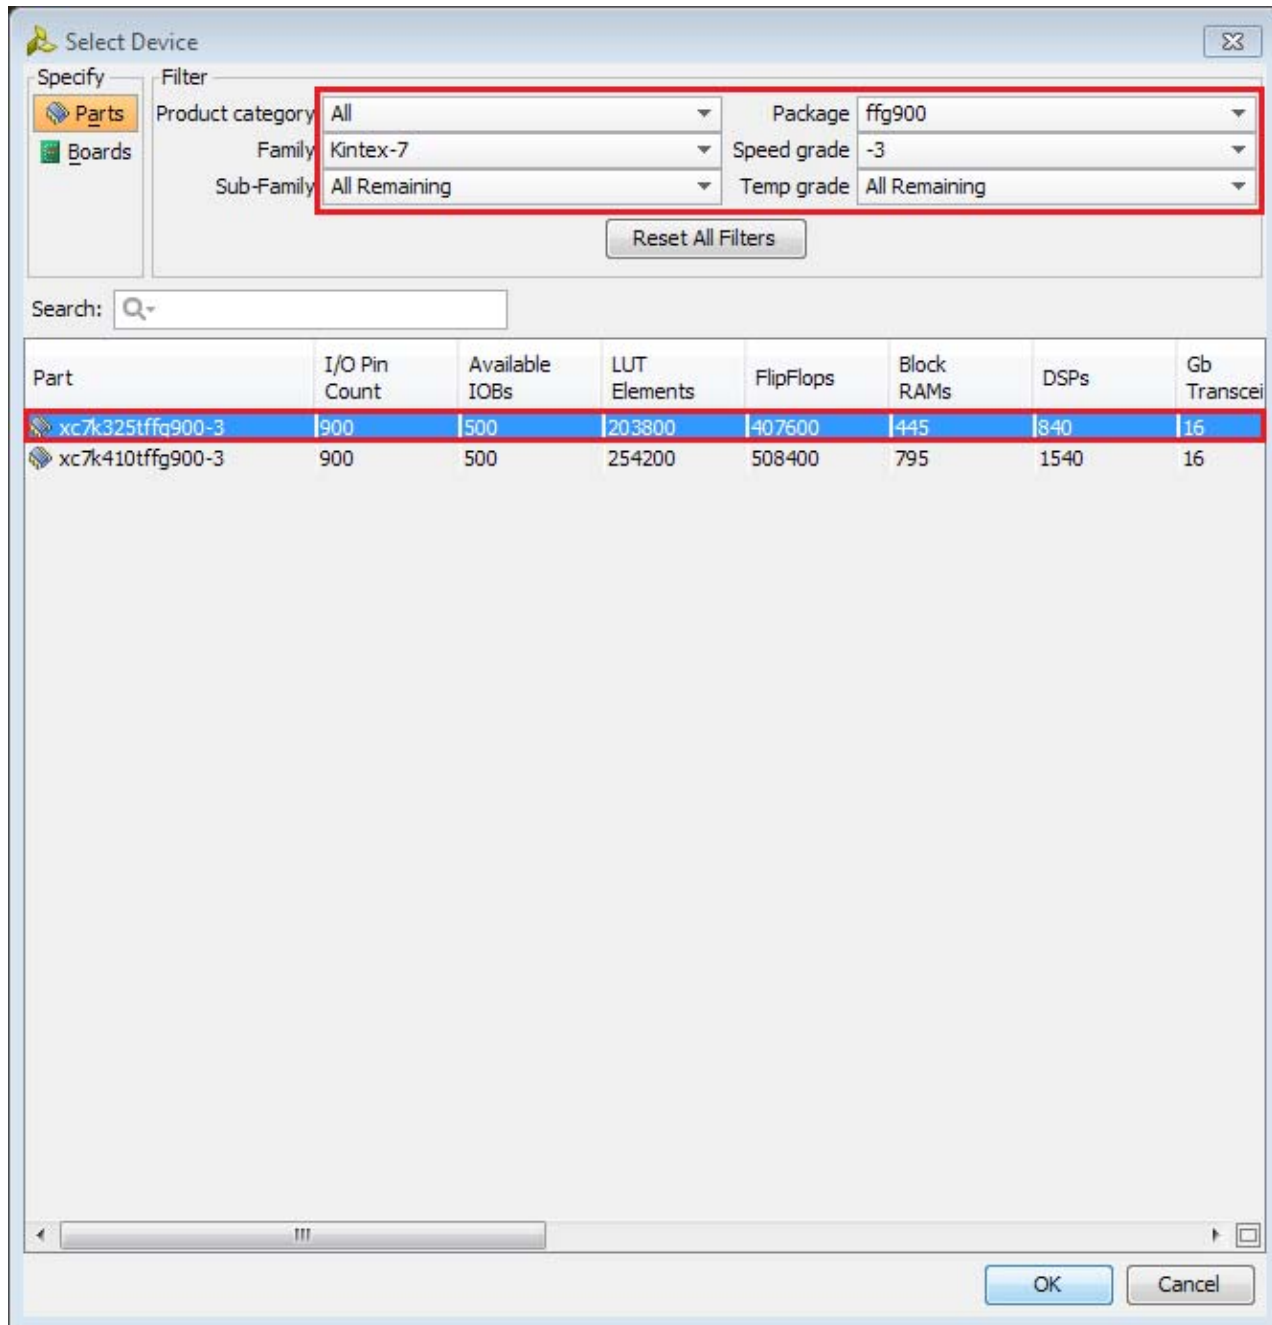 Select Device
Specify Filter
Parts Product category All Package ffg900
Boards Family Kintex-7 Speed grade -3
Sub-Family All Remaining Temp grade All Remaining
Reset All Filters
Search:
Part I/O Pin Count Available IOBs LUT Elements FlipFlops Block RAMs DSPs Gb Transcei
xc7k325tffg900-3 900 500 203800 407600 445 840 16
xc7k410tffg900-3 900 500 254200 508400 795 1540 16
OK Cancel